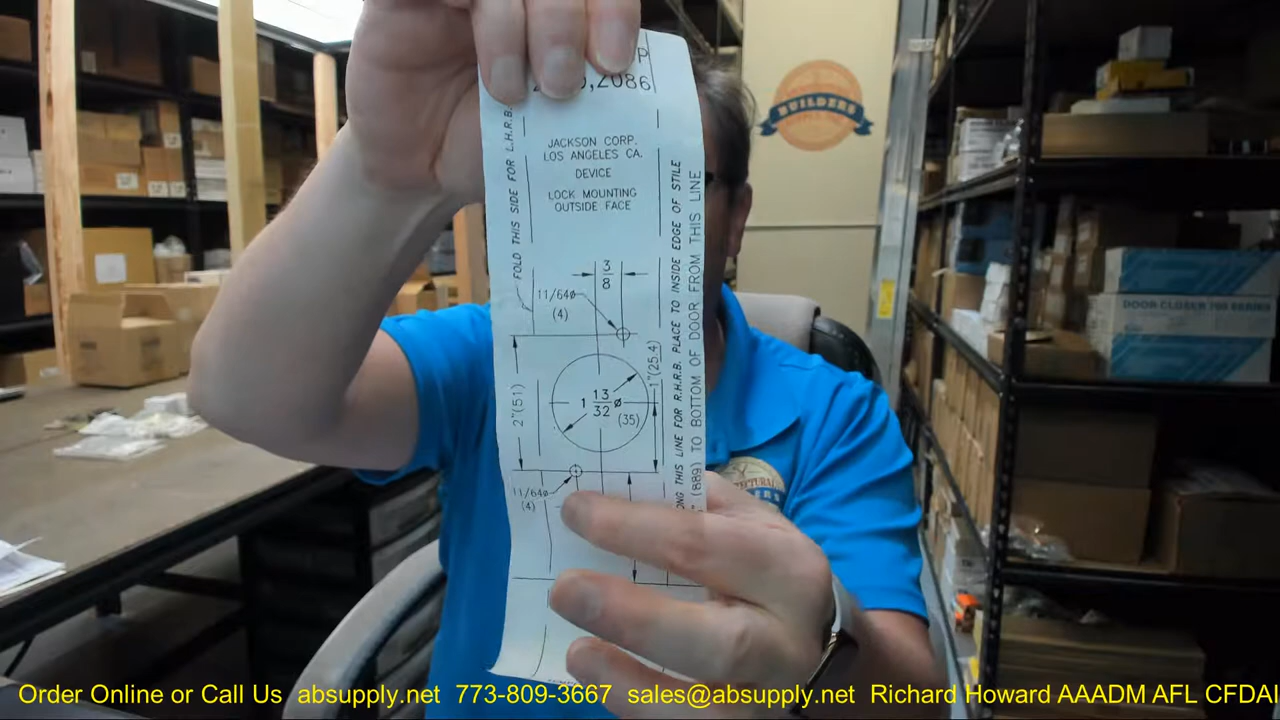 P
,2086
JACKSON CORP.
LOS ANGELES CA.
DEVICE
LOCK MOUNTING
OUTSIDE FACE
FOLD THIS SIDE FOR L.H.R.B.
THIS LINE FOR R.H.R.B. PLACE TO INSIDE EDGE OF STILE
(889) TO BOTTOM OF DOOR FROM THIS LINE
3/8
11/64ø
(4)
2"(51)
1 13/32 ø
(35)
1"(25.4)
11/64ø
(4)
BUILDERS
DOOR CLOSER 700 SERIES
Order Online or Call Us absupply.net 773-809-3667 sales@absupply.net Richard Howard AAADM AFL CFDAI